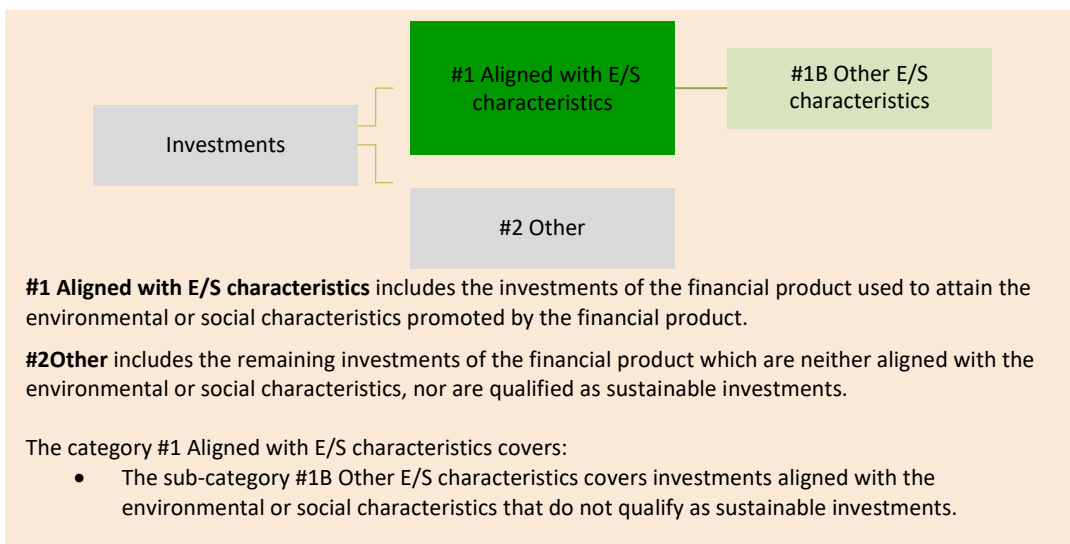 #1 Aligned with E/S
characteristics
#1B Other E/S
characteristics
Investments
#2 Other
#1 Aligned with E/S characteristics includes the investments of the financial product used to attain the
environmental or social characteristics promoted by the financial product.
#2Other includes the remaining investments of the financial product which are neither aligned with the
environmental or social characteristics, nor are qualified as sustainable investments.
The category #1 Aligned with E/S characteristics covers:
• The sub-category #1B Other E/S characteristics covers investments aligned with the
environmental or social characteristics that do not qualify as sustainable investments.